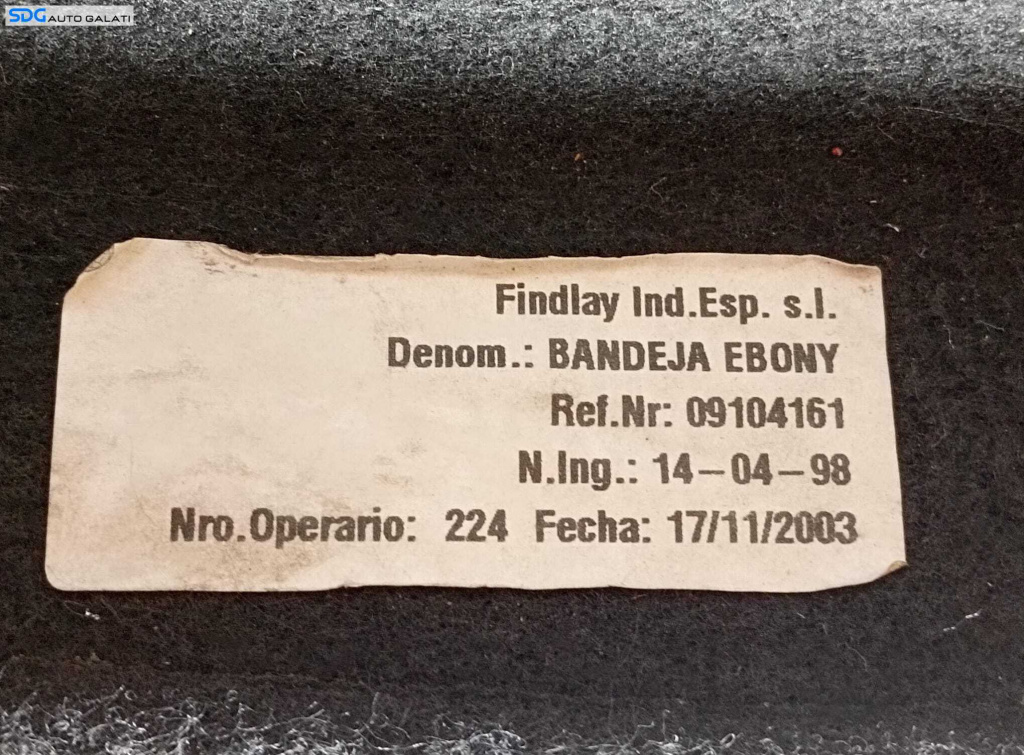 SDG AUTO GALATI
Findlay Ind.Esp. s.l.
Denom.: BANDEJA EBONY
Ref.Nr: 09104161
N.Ing.: 14-04-98
Nro.Operario: 224 Fecha: 17/11/2003